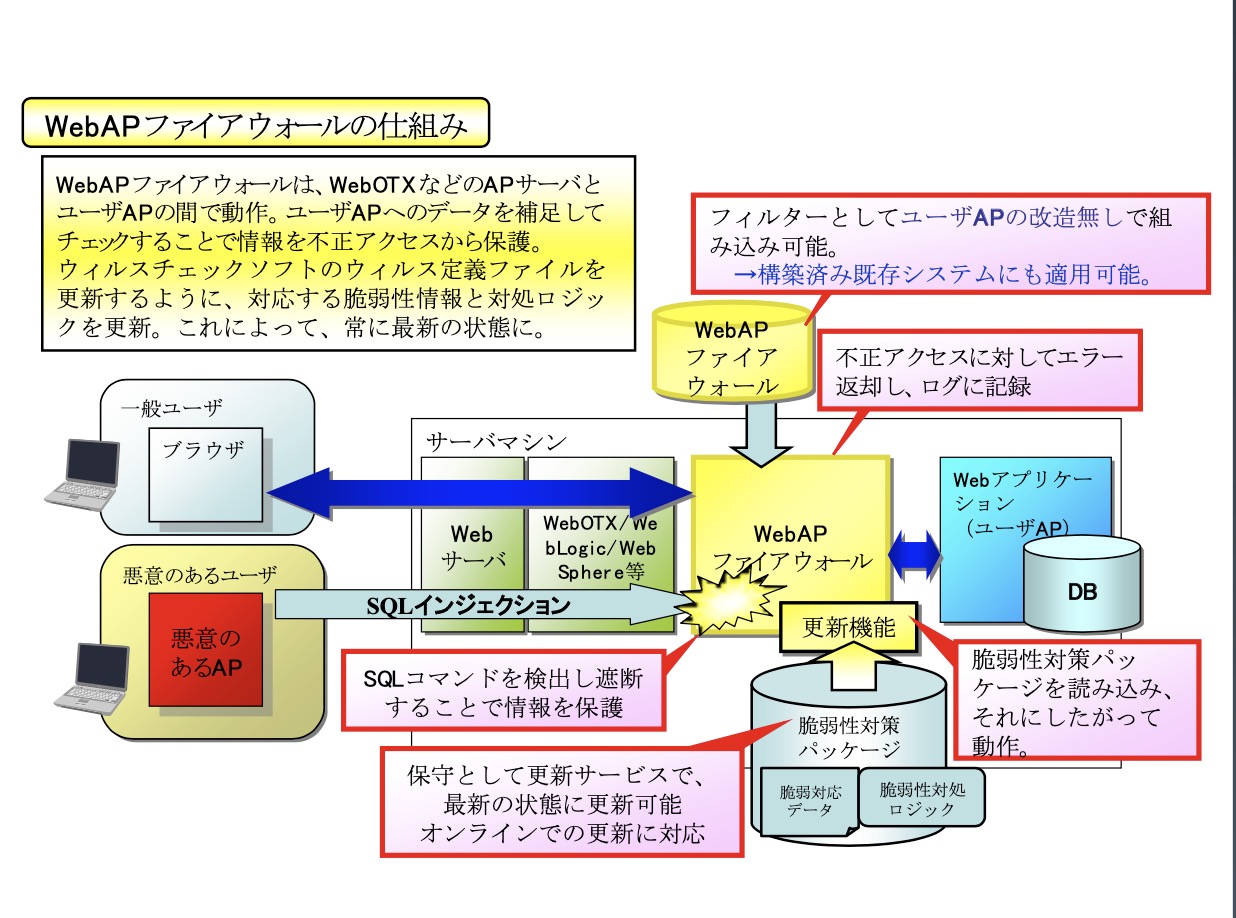 WebAPファイアウォールの仕組み
WebAPファイアウォールは、WebOTXなどのAPサーバと
ユーザAPの間で動作。ユーザAPへのデータを補足して
チェックすることで情報を不正アクセスから保護。
ウィルスチェックソフトのウィルス定義ファイルを
更新するように、対応する脆弱性情報と対処ロジッ
クを更新。これによって、常に最新の状態に。
フィルターとしてユーザAPの改造無しで組
み込み可能。
→構築済み既存システムにも適用可能。
WebAP
ファイア
ウォール
不正アクセスに対してエラー
返却し、ログに記録
一般ユーザ
ブラウザ
サーバマシン
Web
サーバ
WebOTX/We
bLogic/Web
Sphere等
WebAP
ファイアウォール
Webアプリケー
ション
（ユーザAP）
DB
悪意のあるユーザ
悪意の
あるAP
SQLインジェクション
更新機能
SQLコマンドを検出し遮断
することで情報を保護
脆弱性対策パッ
ケージを読み込み、
それにしたがって
動作。
脆弱性対策
パッケージ
保守として更新サービスで、
最新の状態に更新可能
オンラインでの更新に対応
脆弱対応
データ
脆弱性対処
ロジック